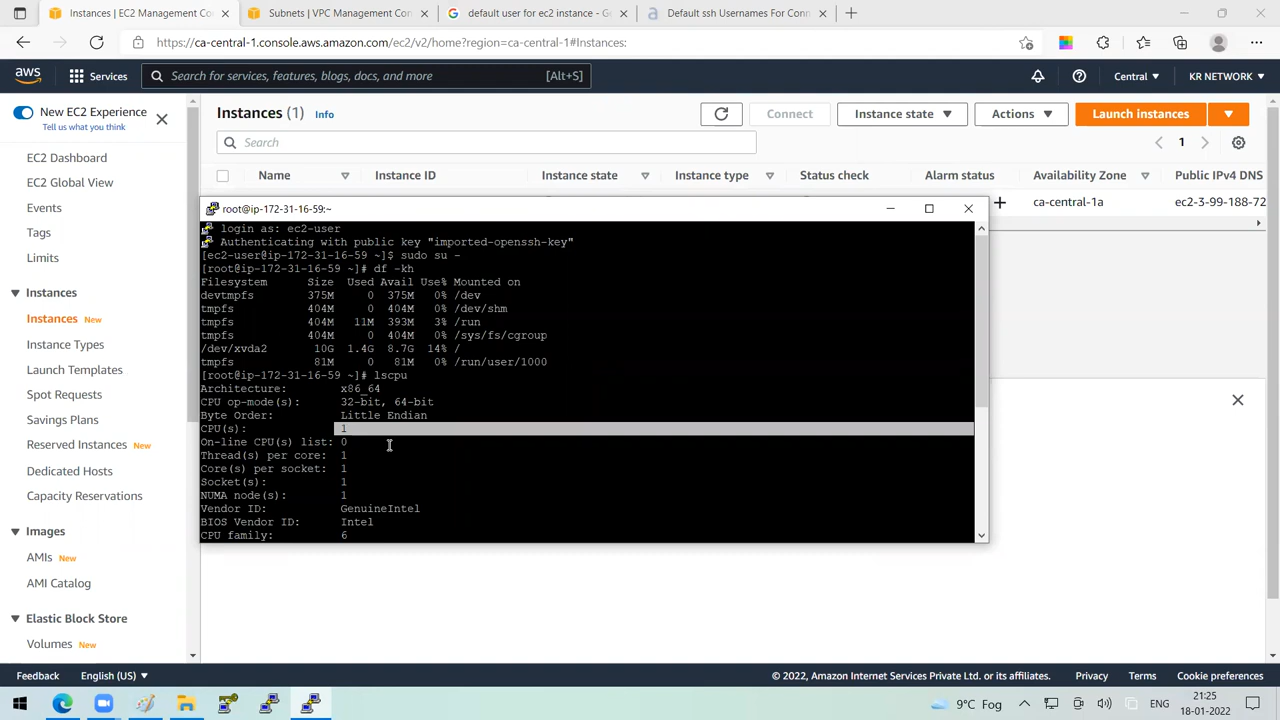 Instances | EC2 Management Con
Subnets | VPC Management Con
default user for ec2 instance - G
Default ssh Usernames For Conn
https://ca-central-1.console.aws.amazon.com/ec2/v2/home?region=ca-central-1#Instances:
aws
Services
Search for services, features, blogs, docs, and more
[Alt+S]
Central
KR NETWORK
New EC2 Experience
Tell us what you think
EC2 Dashboard
EC2 Global View
Events
Tags
Limits
Instances
Instances New
Instance Types
Launch Templates
Spot Requests
Savings Plans
Reserved Instances New
Dedicated Hosts
Capacity Reservations
Images
AMIs New
AMI Catalog
Elastic Block Store
Volumes New
Instances (1) Info
Connect
Instance state
Actions
Launch instances
Search
1
Name
Instance ID
Instance state
Instance type
Status check
Alarm status
Availability Zone
Public IPv4 DNS
ca-central-1a
ec2-3-99-188-72
root@ip-172-31-16-59:~
login as: ec2-user
Authenticating with public key "imported-openssh-key"
[ec2-user@ip-172-31-16-59 ~]$ sudo su -
[root@ip-172-31-16-59 ~]# df -kh
Filesystem Size Used Avail Use% Mounted on
devtmpfs 375M 0 375M 0% /dev
tmpfs 404M 0 404M 0% /dev/shm
tmpfs 404M 11M 393M 3% /run
tmpfs 404M 0 404M 0% /sys/fs/cgroup
/dev/xvda2 10G 1.4G 8.7G 14% /
tmpfs 81M 0 81M 0% /run/user/1000
[root@ip-172-31-16-59 ~]# lscpu
Architecture: x86_64
CPU op-mode(s): 32-bit, 64-bit
Byte Order: Little Endian
CPU(s): 1
On-line CPU(s) list: 0
Thread(s) per core: 1
Core(s) per socket: 1
Socket(s): 1
NUMA node(s): 1
Vendor ID: GenuineIntel
BIOS Vendor ID: Intel
CPU family: 6
Feedback
English (US)
© 2022, Amazon Internet Services Private Ltd. or its affiliates.
Privacy
Terms
Cookie preferences
9°C Fog
ENG
21:25
18-01-2022